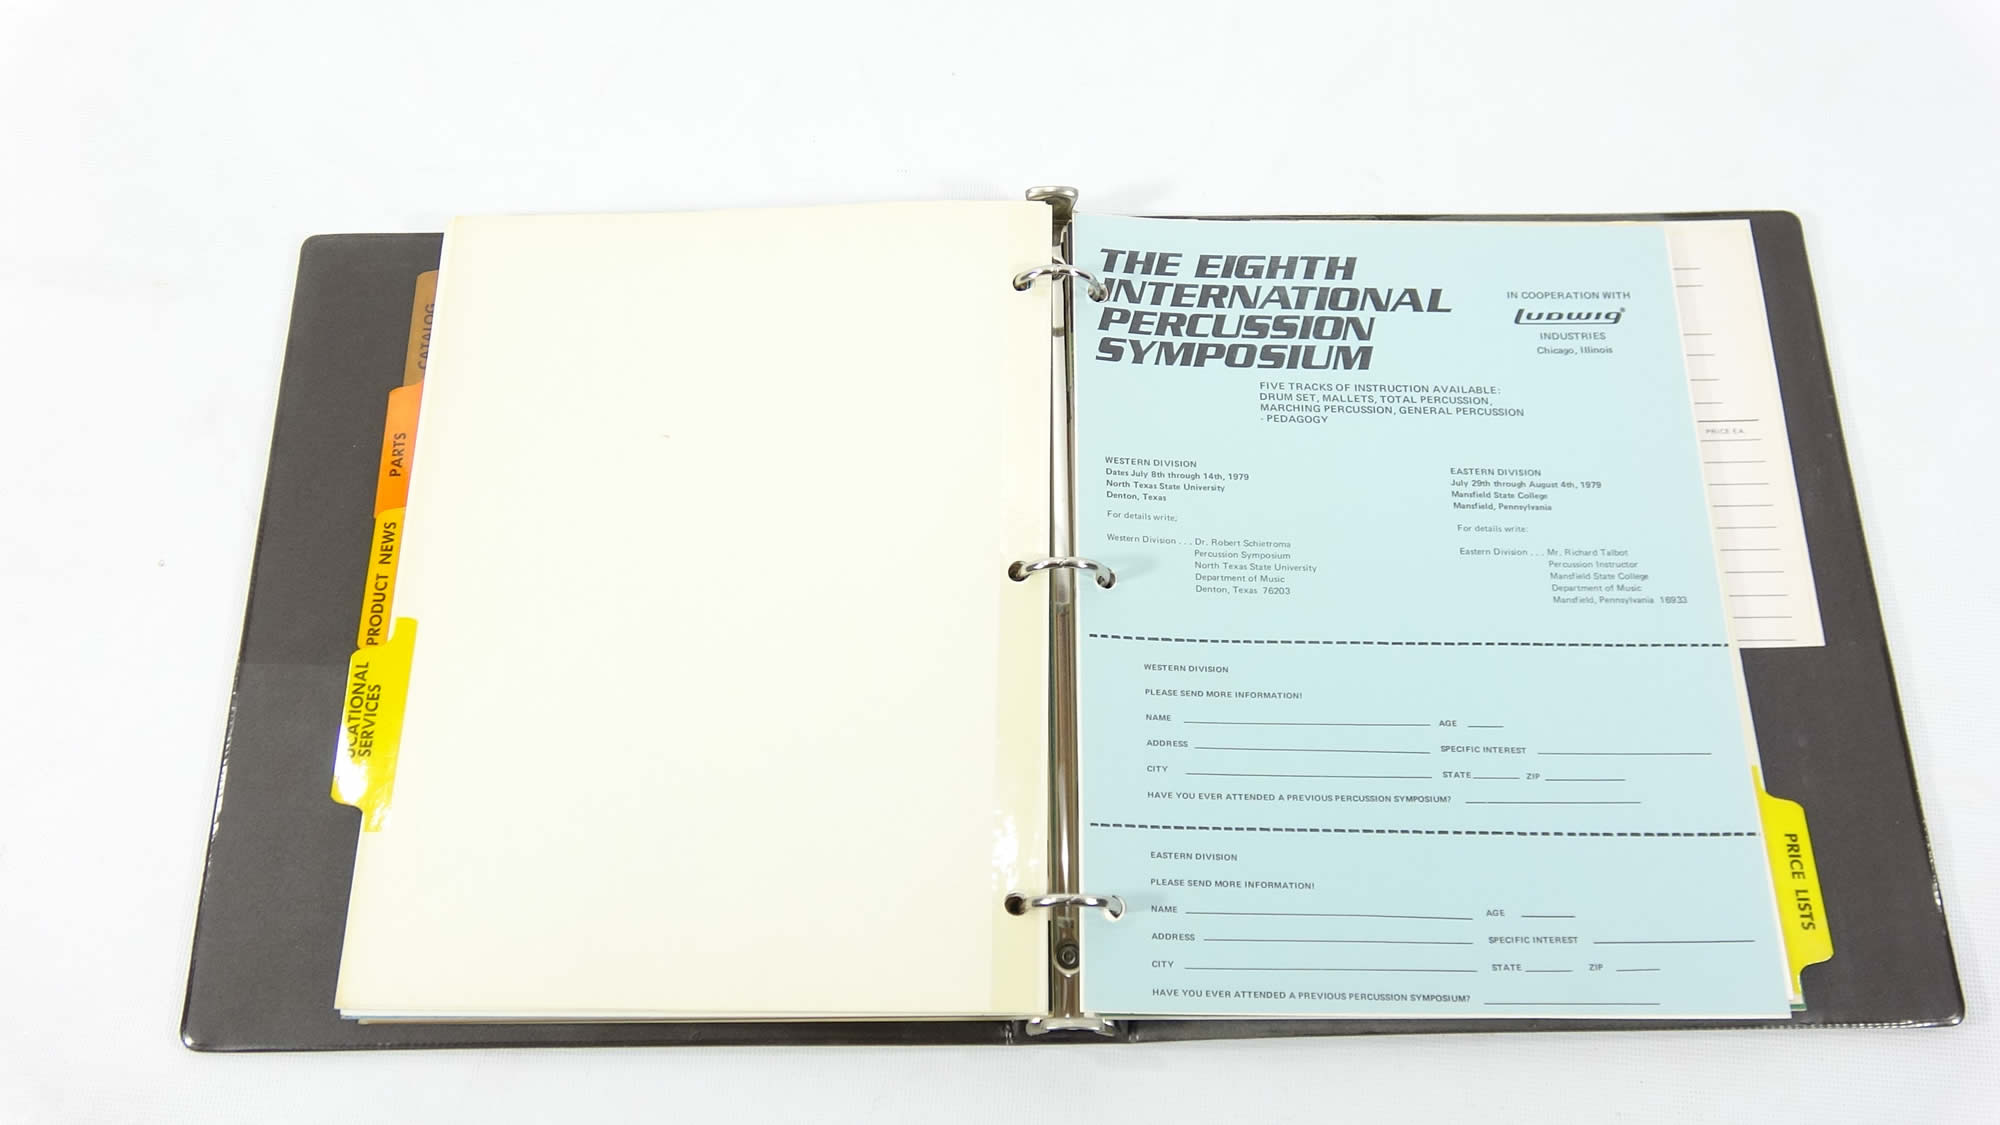 CATALOG
PARTS
PRODUCT NEWS
UCATIONAL
SERVICES
THE EIGHTH
INTERNATIONAL
PERCUSSION
SYMPOSIUM
IN COOPERATION WITH
LUDWIG®
INDUSTRIES
Chicago, Illinois
FIVE TRACKS OF INSTRUCTION AVAILABLE:
DRUM SET, MALLETS, TOTAL PERCUSSION,
MARCHING PERCUSSION, GENERAL PERCUSSION
- PEDAGOGY
WESTERN DIVISION
Dates July 8th through 14th, 1979
North Texas State University
Denton, Texas
For details write;
Western Division . . . Dr. Robert Schietroma
Percussion Symposium
North Texas State University
Department of Music
Denton, Texas 76203
EASTERN DIVISION
July 29th through August 4th, 1979
Mansfield State College
Mansfield, Pennsylvania
For details write:
Eastern Division . . . Mr. Richard Talbot
Percussion Instructor
Mansfield State College
Department of Music
Mansfield, Pennsylvania 16933
PRICE EA.
WESTERN DIVISION
PLEASE SEND MORE INFORMATION!
NAME AGE
ADDRESS SPECIFIC INTEREST
CITY STATE ZIP
HAVE YOU EVER ATTENDED A PREVIOUS PERCUSSION SYMPOSIUM?
EASTERN DIVISION
PLEASE SEND MORE INFORMATION!
NAME AGE
ADDRESS SPECIFIC INTEREST
CITY STATE ZIP
HAVE YOU EVER ATTENDED A PREVIOUS PERCUSSION SYMPOSIUM?
PRICE LISTS